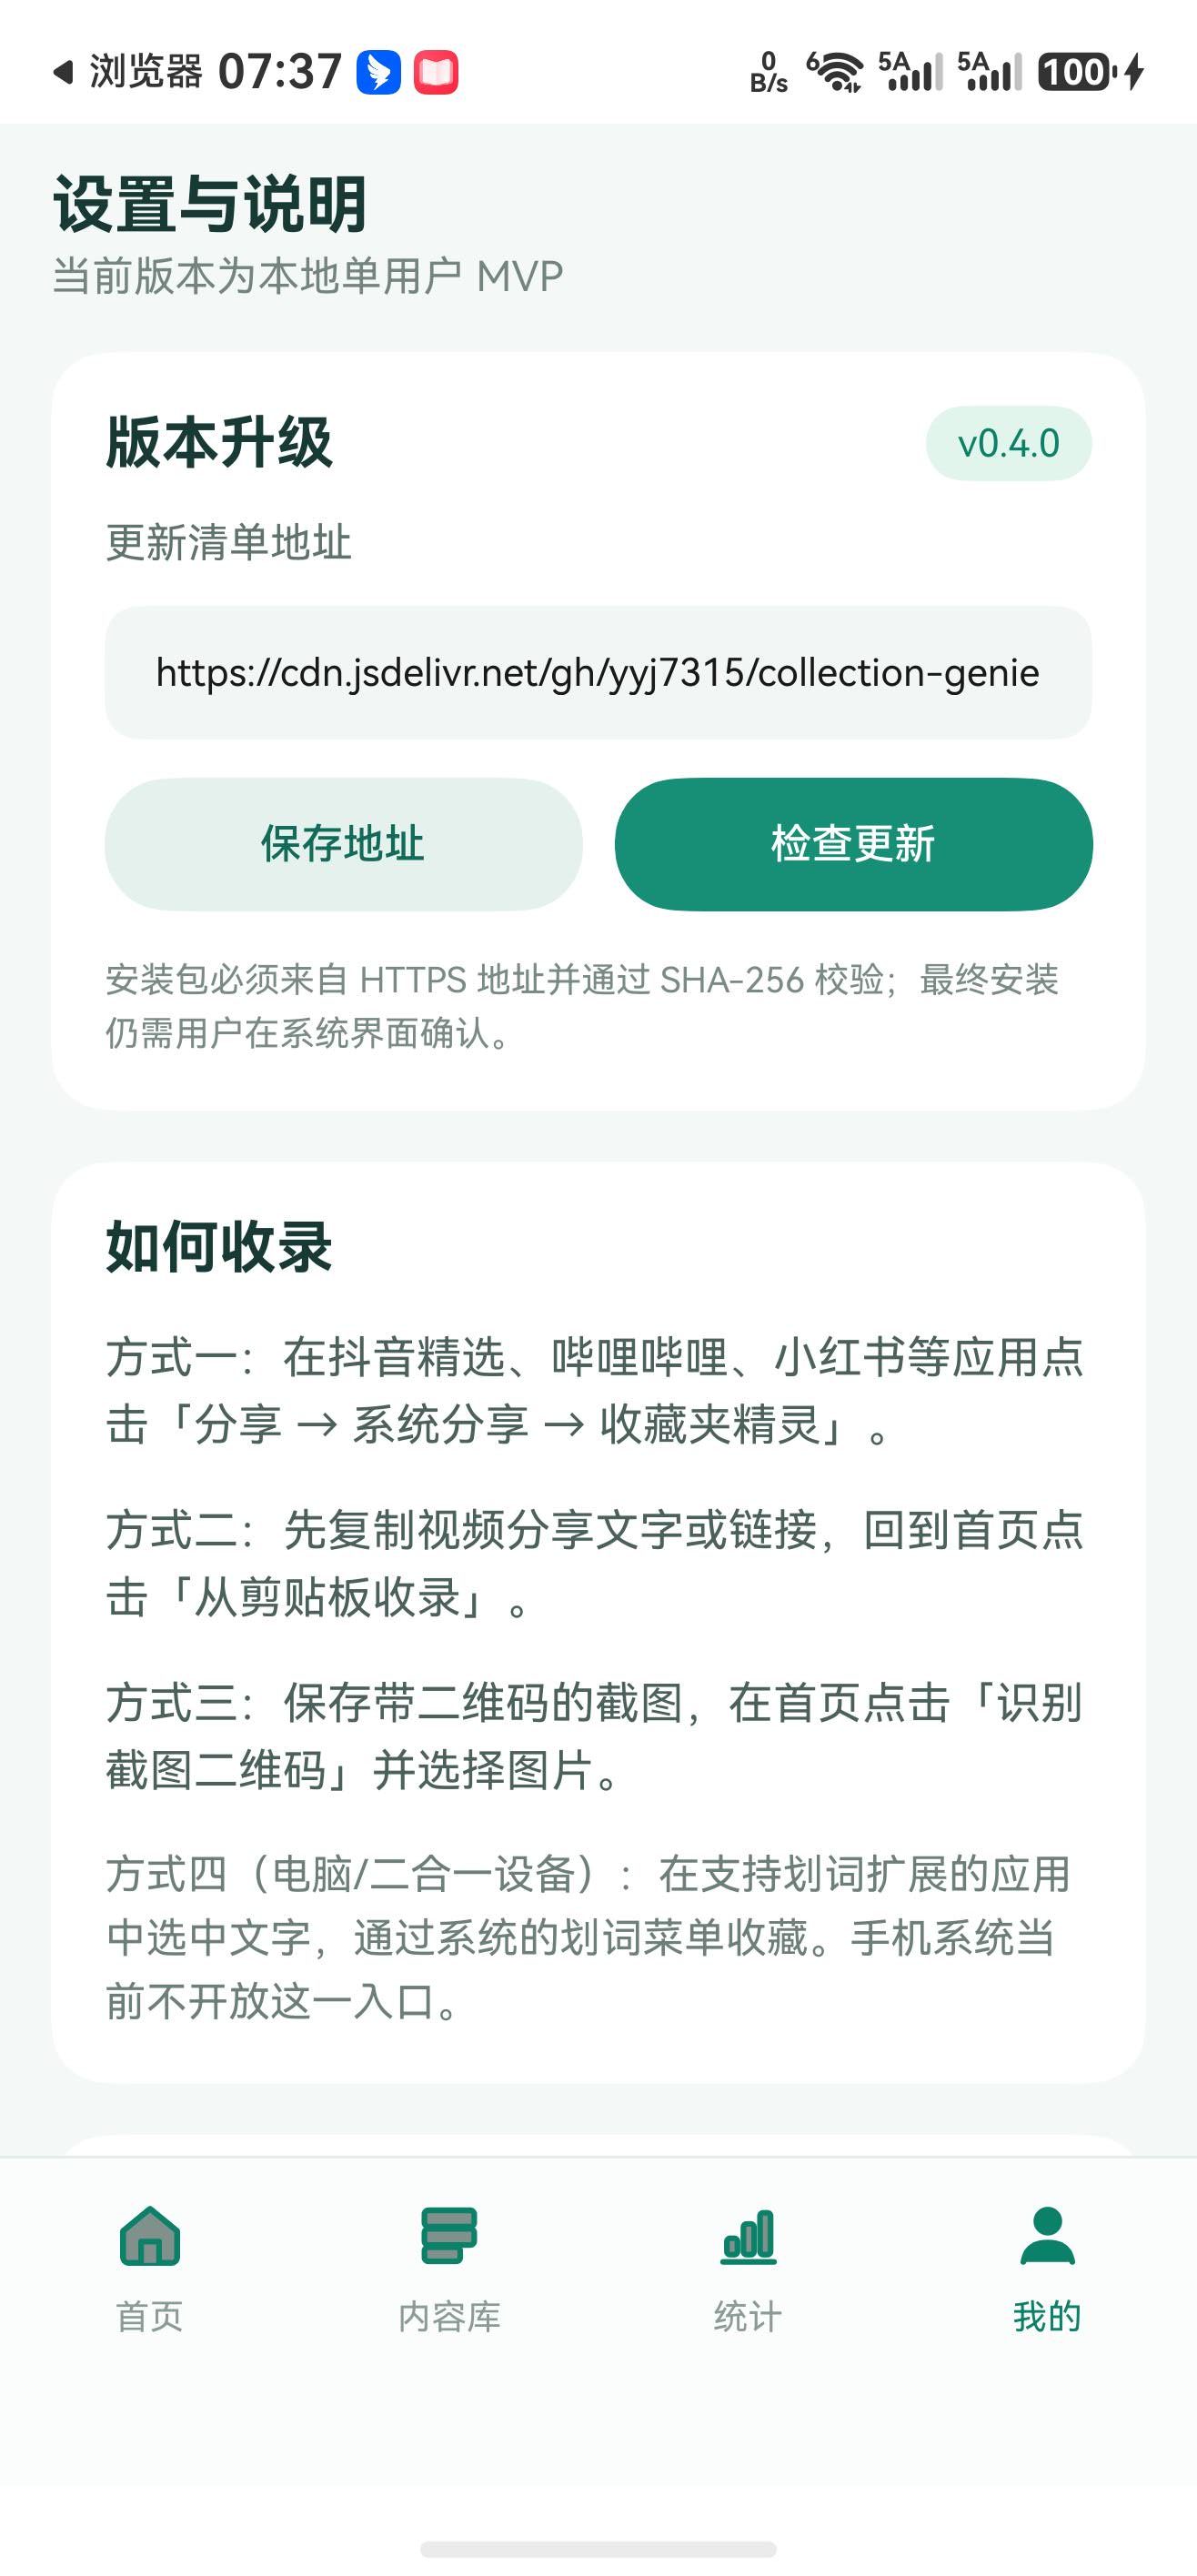 浏览器 07:37
0 B/s 6 5A 5A 100
设置与说明
当前版本为本地单用户 MVP
版本升级
v0.4.0
更新清单地址
https://cdn.jsdelivr.net/gh/yyj7315/collection-genie
保存地址
检查更新
安装包必须来自 HTTPS 地址并通过 SHA-256 校验；最终安装
仍需用户在系统界面确认。
如何收录
方式一：在抖音精选、哔哩哔哩、小红书等应用点
击「分享 → 系统分享 → 收藏夹精灵」。
方式二：先复制视频分享文字或链接，回到首页点
击「从剪贴板收录」。
方式三：保存带二维码的截图，在首页点击「识别
截图二维码」并选择图片。
方式四（电脑/二合一设备）：在支持划词扩展的应用
中选中文字，通过系统的划词菜单收藏。手机系统当
前不开放这一入口。
首页
内容库
统计
我的